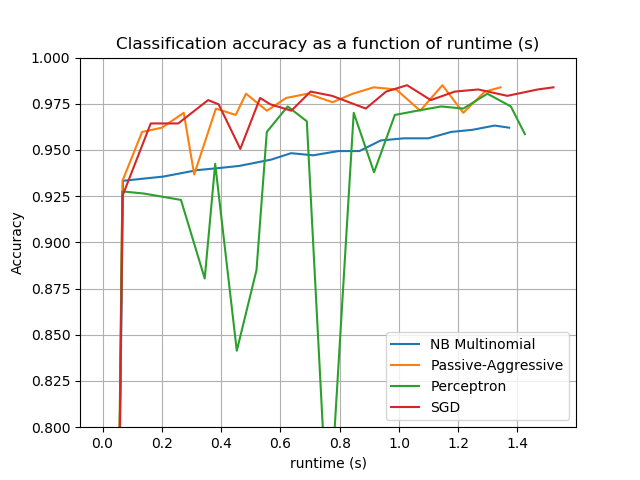 Classification accuracy as a function of runtime (s)
1.000
0.975
0.950
0.925
0.900
0.875
0.850
0.825
0.800
Accuracy
NB Multinomial
Passive-Aggressive
Perceptron
SGD
0.0 0.2 0.4 0.6 0.8 1.0 1.2 1.4
runtime (s)